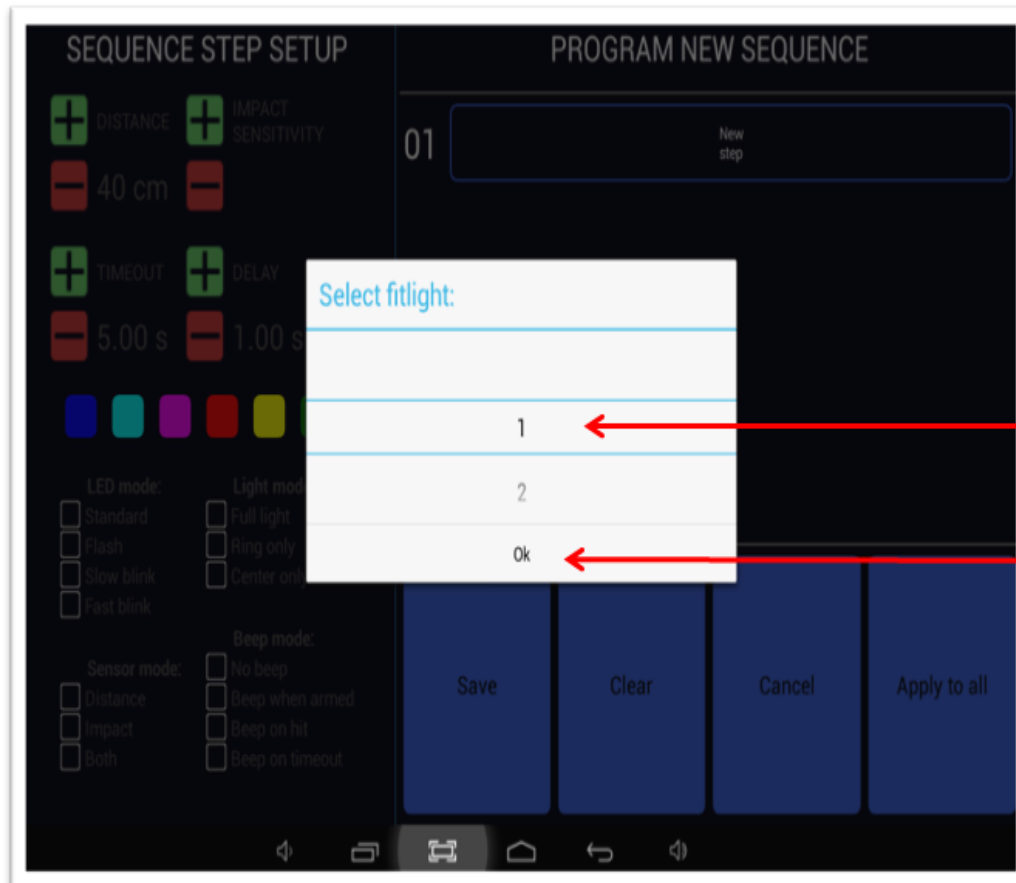 SEQUENCE STEP SETUP
PROGRAM NEW SEQUENCE
DISTANCE
IMPACT
SENSITIVITY
40 cm
01
New
step
TIMEOUT
DELAY
5.00 s
1.00 s
Select fitlight:
1
2
Ok
LED mode:
Standard
Flash
Slow blink
Fast blink
Light mod
Full light
Ring only
Center only
Sensor mode:
Distance
Impact
Both
Beep mode:
No beep
Beep when armed
Beep on hit
Beep on timeout
Save
Clear
Cancel
Apply to all